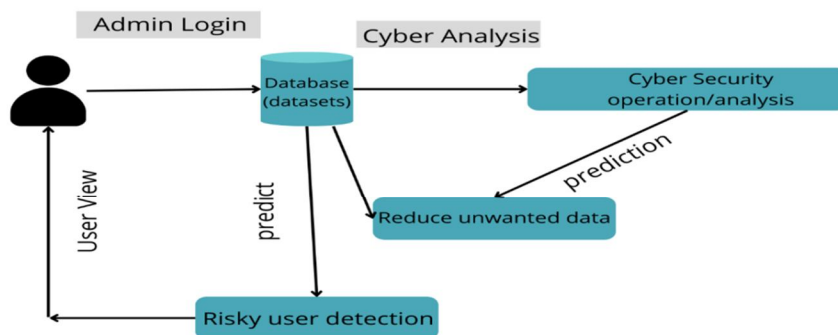 Admin Login
Cyber Analysis
Database
(datasets)
Cyber Security
operation/analysis
prediction
User View
predict
Reduce unwanted data
Risky user detection